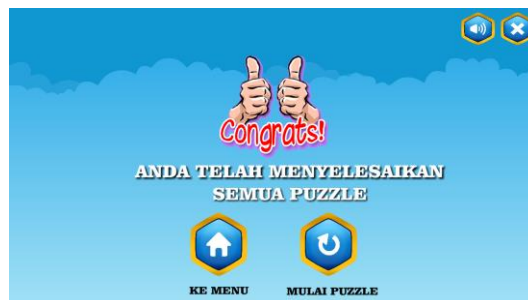 Congrats!
ANDA TELAH MENYELESAIKAN
SEMUA PUZZLE
KE MENU MULAI PUZZLE